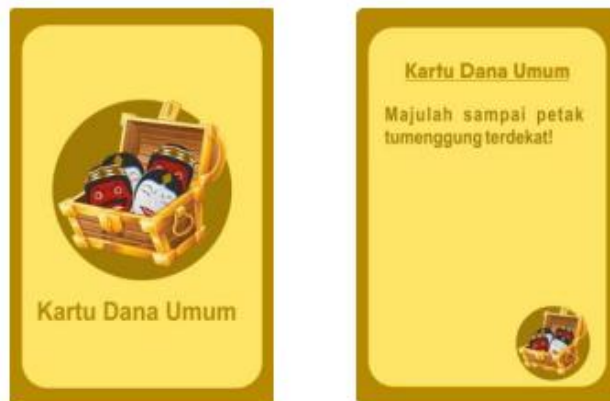 Kartu Dana Umum
Kartu Dana Umum
Majulah sampai petak
tumenggung terdekat!